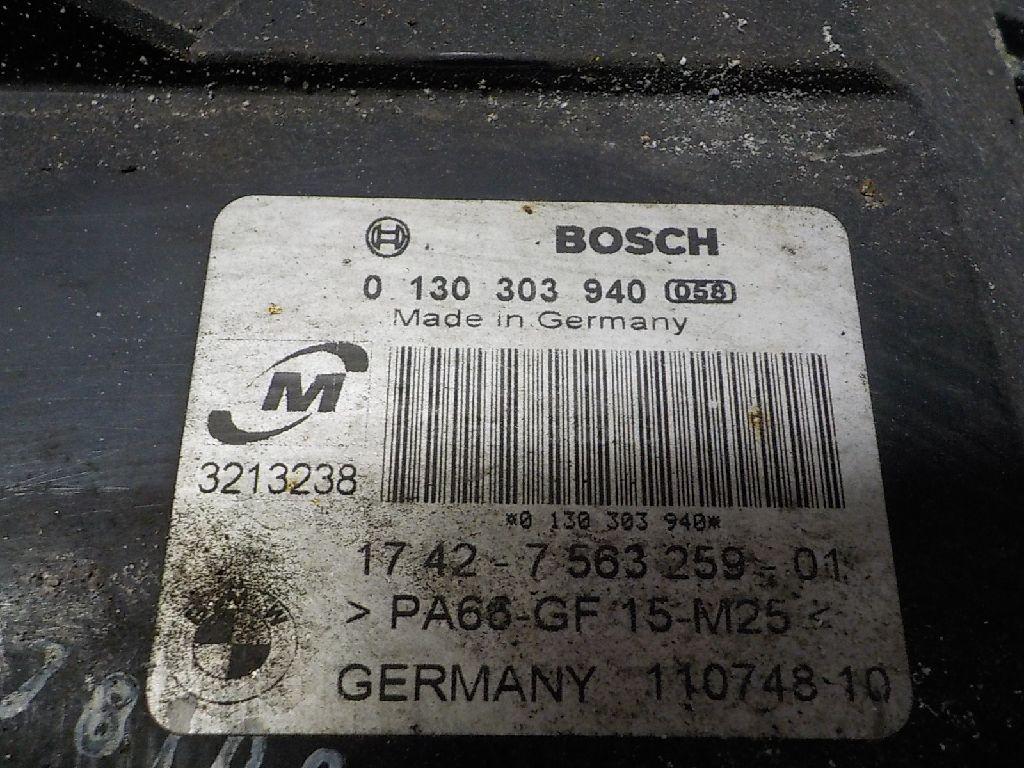 BOSCH
0 130 303 940 058
Made in Germany
M
3213238
*0 130 303 940*
17 42 - 7 563 259 - 01
> PA66-GF 15-M25 <
GERMANY 110748 10